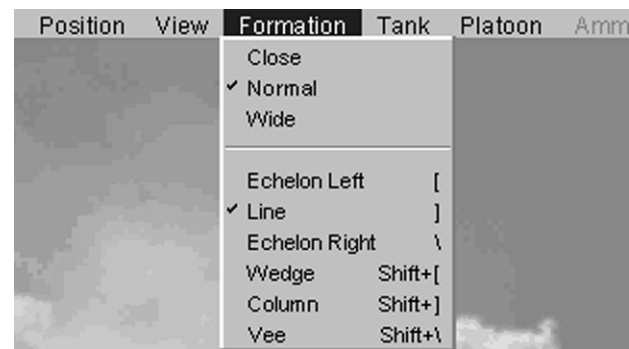 Position View Formation Tank Platoon Amm
Close
✓ Normal
Wide
Echelon Left [
✓ Line ]
Echelon Right \
Wedge Shift+[
Column Shift+]
Vee Shift+\